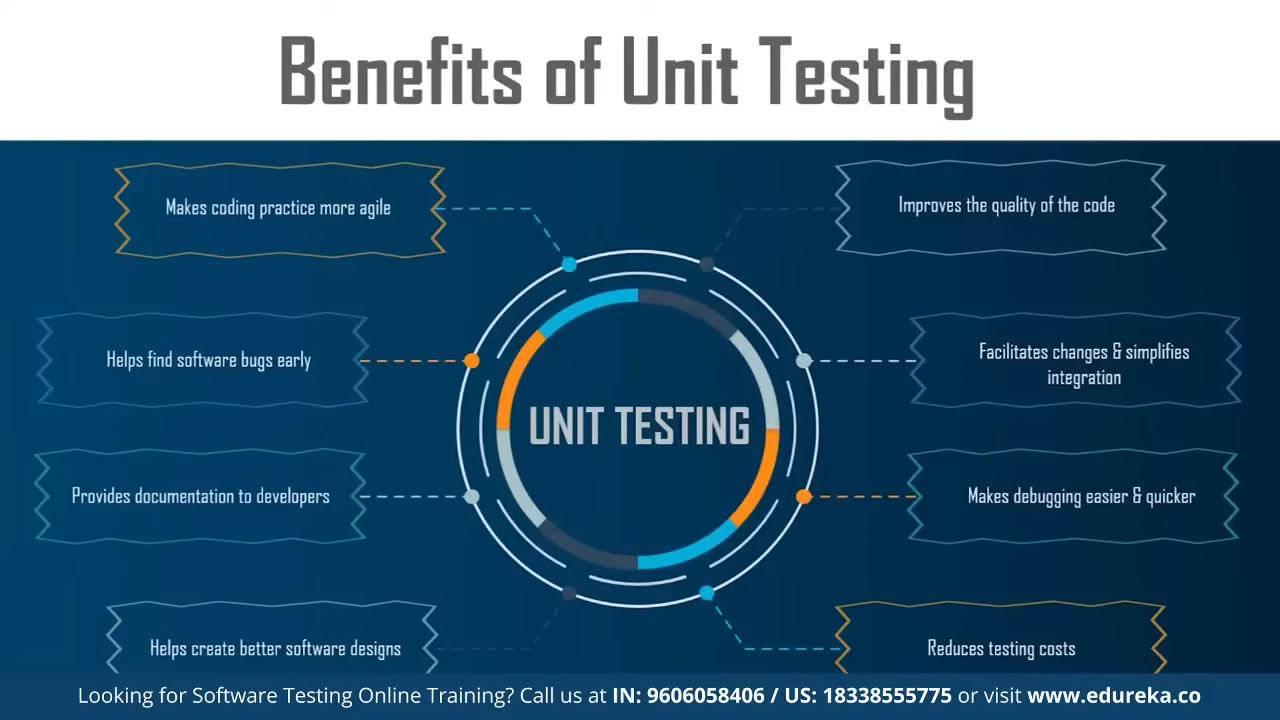 Benefits of Unit Testing
Makes coding practice more agile
Improves the quality of the code
Helps find software bugs early
Facilitates changes & simplifies
integration
UNIT TESTING
Provides documentation to developers
Makes debugging easier & quicker
Helps create better software designs
Reduces testing costs
Looking for Software Testing Online Training? Call us at IN: 9606058406 / US: 18338555775 or visit www.edureka.co